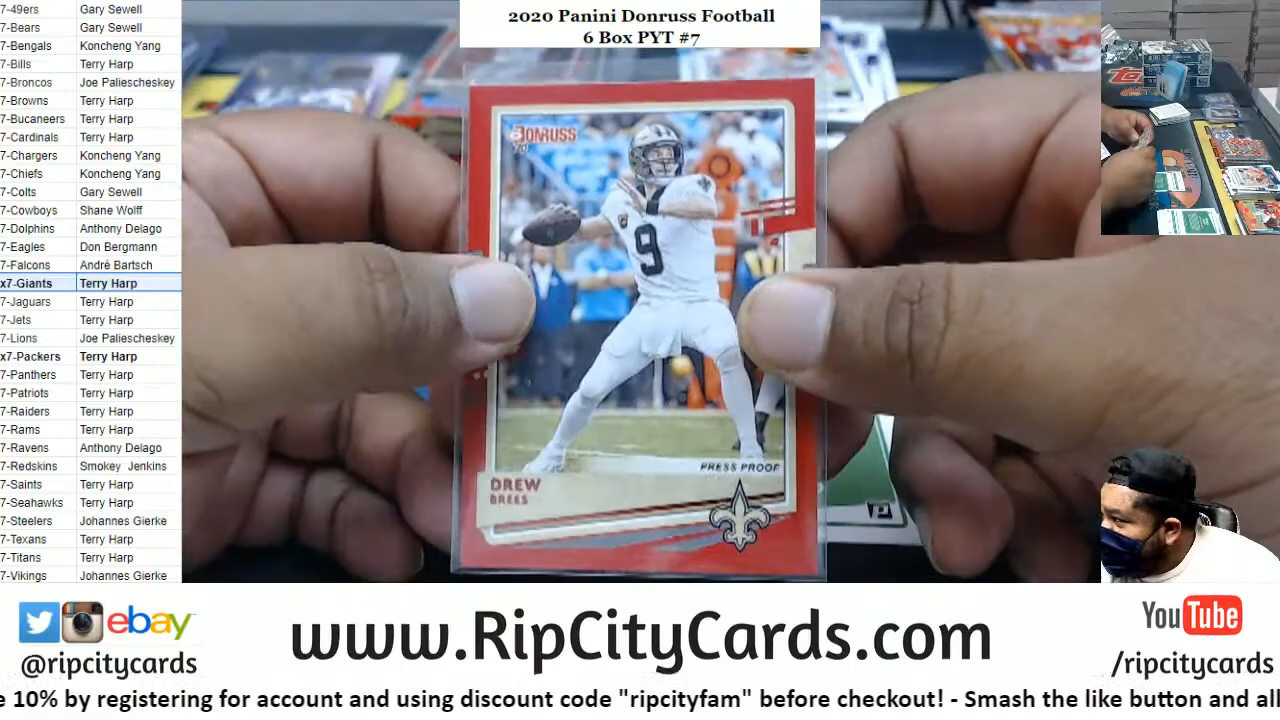 2020 Panini Donruss Football
6 Box PYT #7
7-49ers Gary Sewell
7-Bears Gary Sewell
7-Bengals Koncheng Yang
7-Bills Terry Harp
7-Broncos Joe Paliescheskey
7-Browns Terry Harp
7-Bucaneers Terry Harp
7-Cardinals Terry Harp
7-Chargers Koncheng Yang
7-Chiefs Koncheng Yang
7-Colts Gary Sewell
7-Cowboys Shane Wolff
7-Dolphins Anthony Delago
7-Eagles Don Bergmann
7-Falcons Andrè Bartsch
x7-Giants Terry Harp
7-Jaguars Terry Harp
7-Jets Terry Harp
7-Lions Joe Paliescheskey
x7-Packers Terry Harp
7-Panthers Terry Harp
7-Patriots Terry Harp
7-Raiders Terry Harp
7-Rams Terry Harp
7-Ravens Anthony Delago
7-Redskins Smokey Jenkins
7-Saints Terry Harp
7-Seahawks Terry Harp
7-Steelers Johannes Gierke
7-Texans Terry Harp
7-Titans Terry Harp
7-Vikings Johannes Gierke
DONRUSS
9
PRESS PROOF
DREW
BREES
ebay
@ripcitycards
www.RipCityCards.com
YouTube
/ripcitycards
e 10% by registering for account and using discount code "ripcityfam" before checkout! - Smash the like button and all